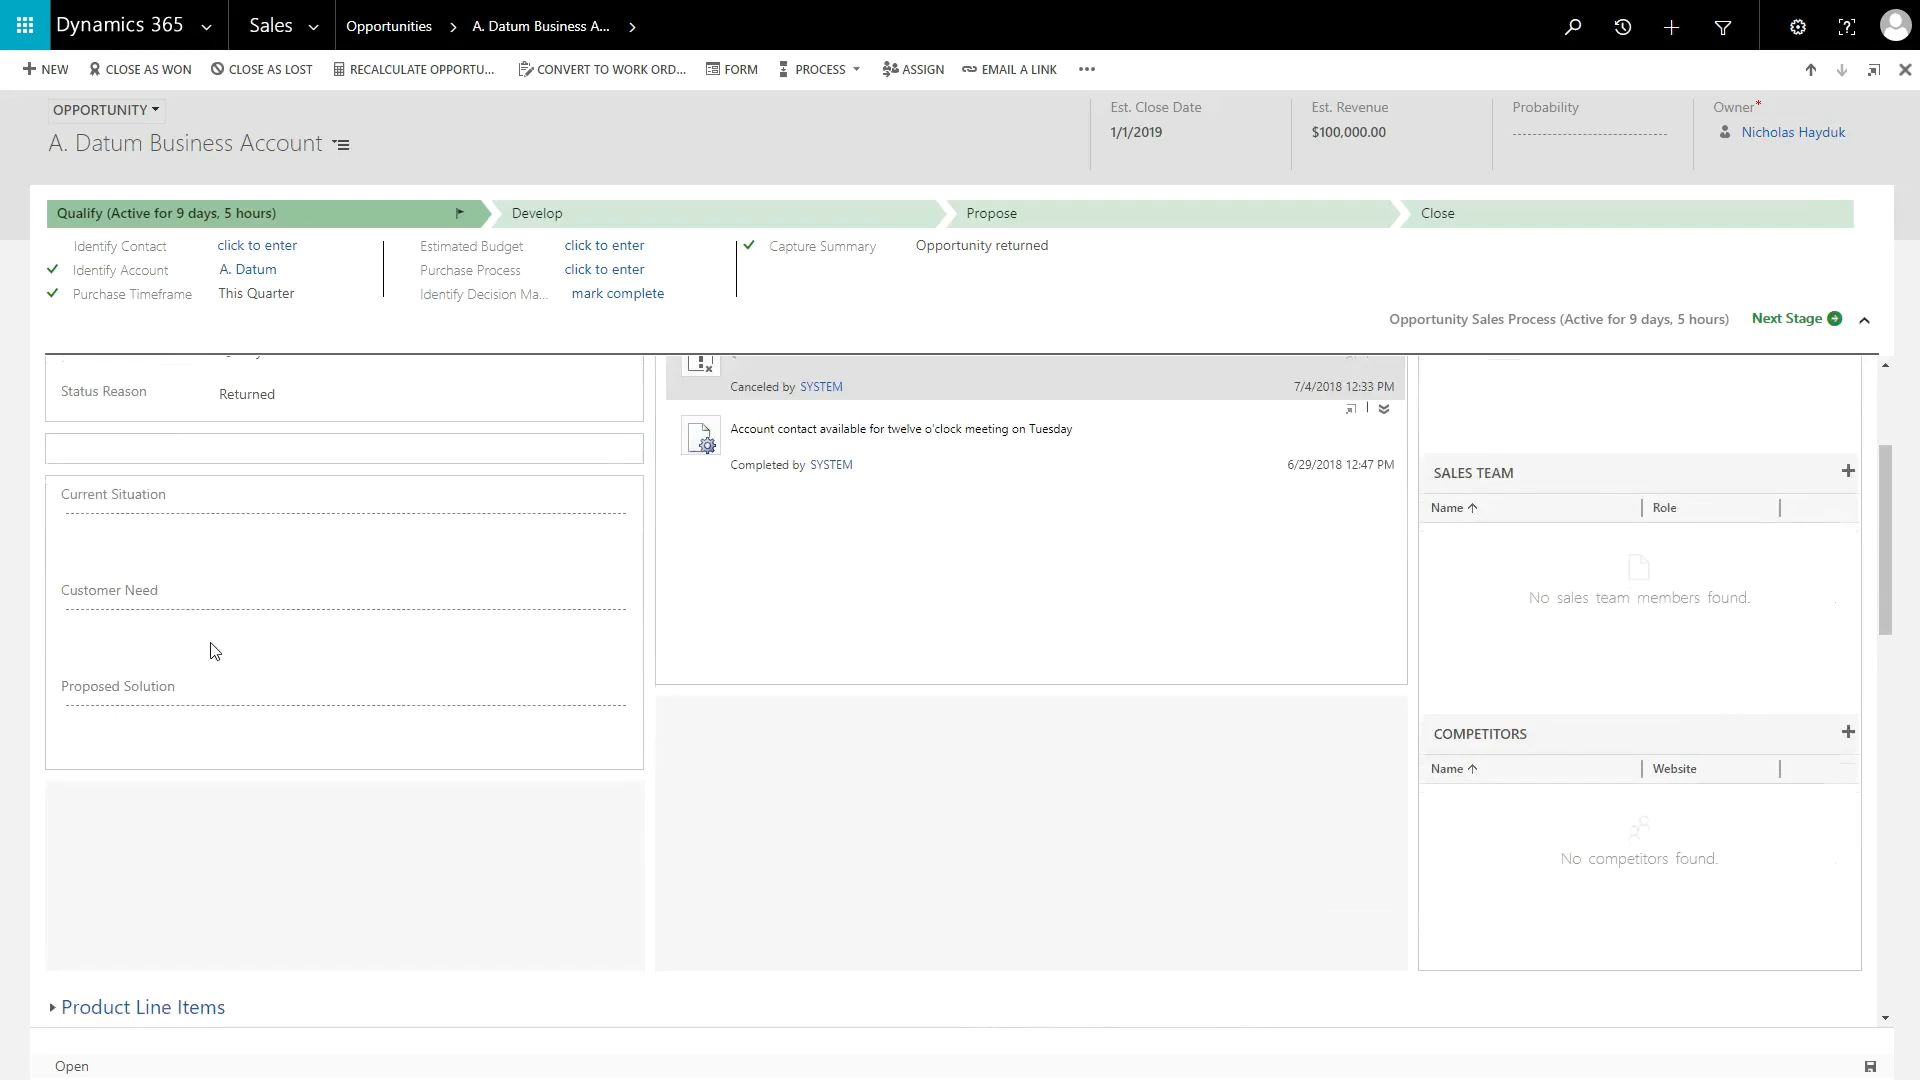 Dynamics 365
Sales
Opportunities
A. Datum Business A...
NEW
CLOSE AS WON
CLOSE AS LOST
RECALCULATE OPPORTU...
CONVERT TO WORK ORD...
FORM
PROCESS
ASSIGN
EMAIL A LINK
OPPORTUNITY
A. Datum Business Account
Est. Close Date
1/1/2019
Est. Revenue
$100,000.00
Probability
Owner*
Nicholas Hayduk
Qualify (Active for 9 days, 5 hours)
Develop
Propose
Close
Identify Contact click to enter
Identify Account A. Datum
Purchase Timeframe This Quarter
Estimated Budget click to enter
Purchase Process click to enter
Identify Decision Ma... mark complete
Capture Summary Opportunity returned
Opportunity Sales Process (Active for 9 days, 5 hours)
Next Stage
Status Reason Returned
Current Situation
Customer Need
Proposed Solution
Canceled by SYSTEM 7/4/2018 12:33 PM
Account contact available for twelve o'clock meeting on Tuesday
Completed by SYSTEM 6/29/2018 12:47 PM
SALES TEAM
Name Role
No sales team members found.
COMPETITORS
Name Website
No competitors found.
Product Line Items
Open